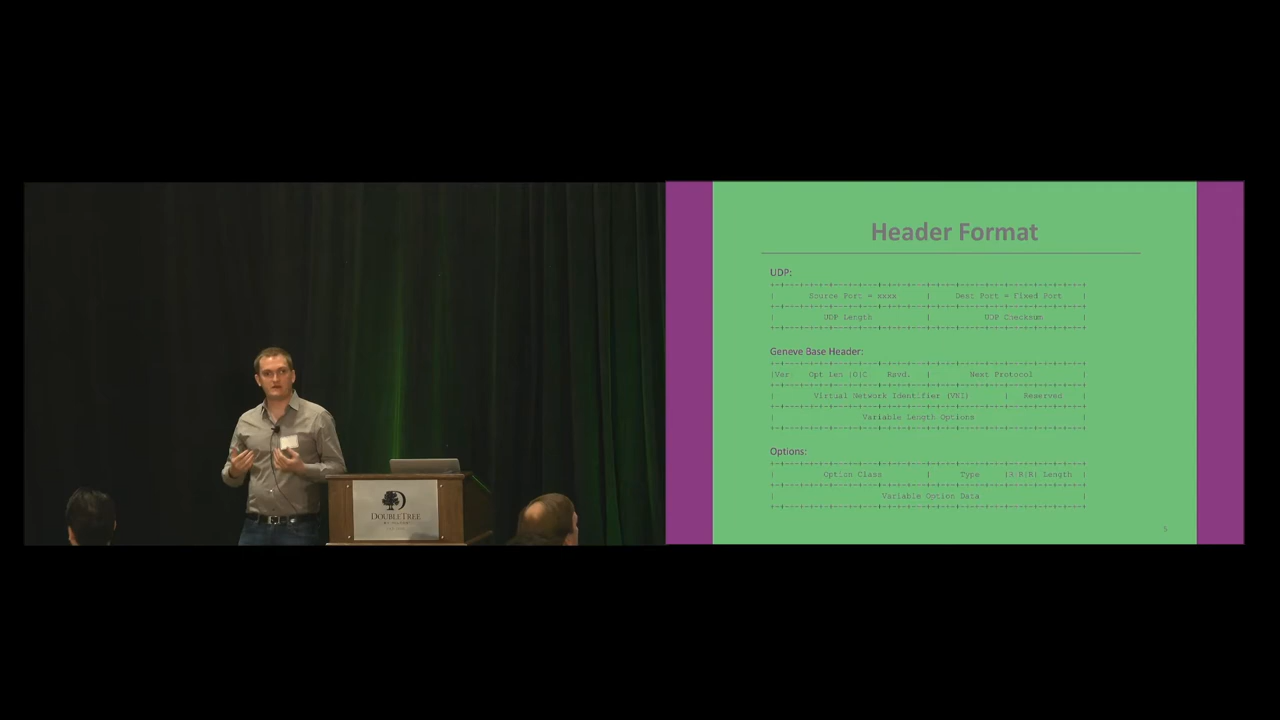 DOUBLETREE
Header Format
UDP:
+-+-+-+-+-+-+-+-+-+-+-+-+-+-+-+-+-+-+-+-+-+-+-+-+-+-+-+-+-+-+-+-+
| Source Port = xxxx | Dest Port = Fixed Port |
+-+-+-+-+-+-+-+-+-+-+-+-+-+-+-+-+-+-+-+-+-+-+-+-+-+-+-+-+-+-+-+-+
| UDP Length | UDP Checksum |
+-+-+-+-+-+-+-+-+-+-+-+-+-+-+-+-+-+-+-+-+-+-+-+-+-+-+-+-+-+-+-+-+
Geneve Base Header:
+-+-+-+-+-+-+-+-+-+-+-+-+-+-+-+-+-+-+-+-+-+-+-+-+-+-+-+-+-+-+-+-+
|Ver| Opt Len |O|C| Rsvd. | Next Protocol |
+-+-+-+-+-+-+-+-+-+-+-+-+-+-+-+-+-+-+-+-+-+-+-+-+-+-+-+-+-+-+-+-+
| Virtual Network Identifier (VNI) | Reserved |
+-+-+-+-+-+-+-+-+-+-+-+-+-+-+-+-+-+-+-+-+-+-+-+-+-+-+-+-+-+-+-+-+
| Variable Length Options |
+-+-+-+-+-+-+-+-+-+-+-+-+-+-+-+-+-+-+-+-+-+-+-+-+-+-+-+-+-+-+-+-+
Options:
+-+-+-+-+-+-+-+-+-+-+-+-+-+-+-+-+-+-+-+-+-+-+-+-+-+-+-+-+-+-+-+-+
| Option Class | Type |R|R|R| Length |
+-+-+-+-+-+-+-+-+-+-+-+-+-+-+-+-+-+-+-+-+-+-+-+-+-+-+-+-+-+-+-+-+
| Variable Option Data |
+-+-+-+-+-+-+-+-+-+-+-+-+-+-+-+-+-+-+-+-+-+-+-+-+-+-+-+-+-+-+-+-+
5